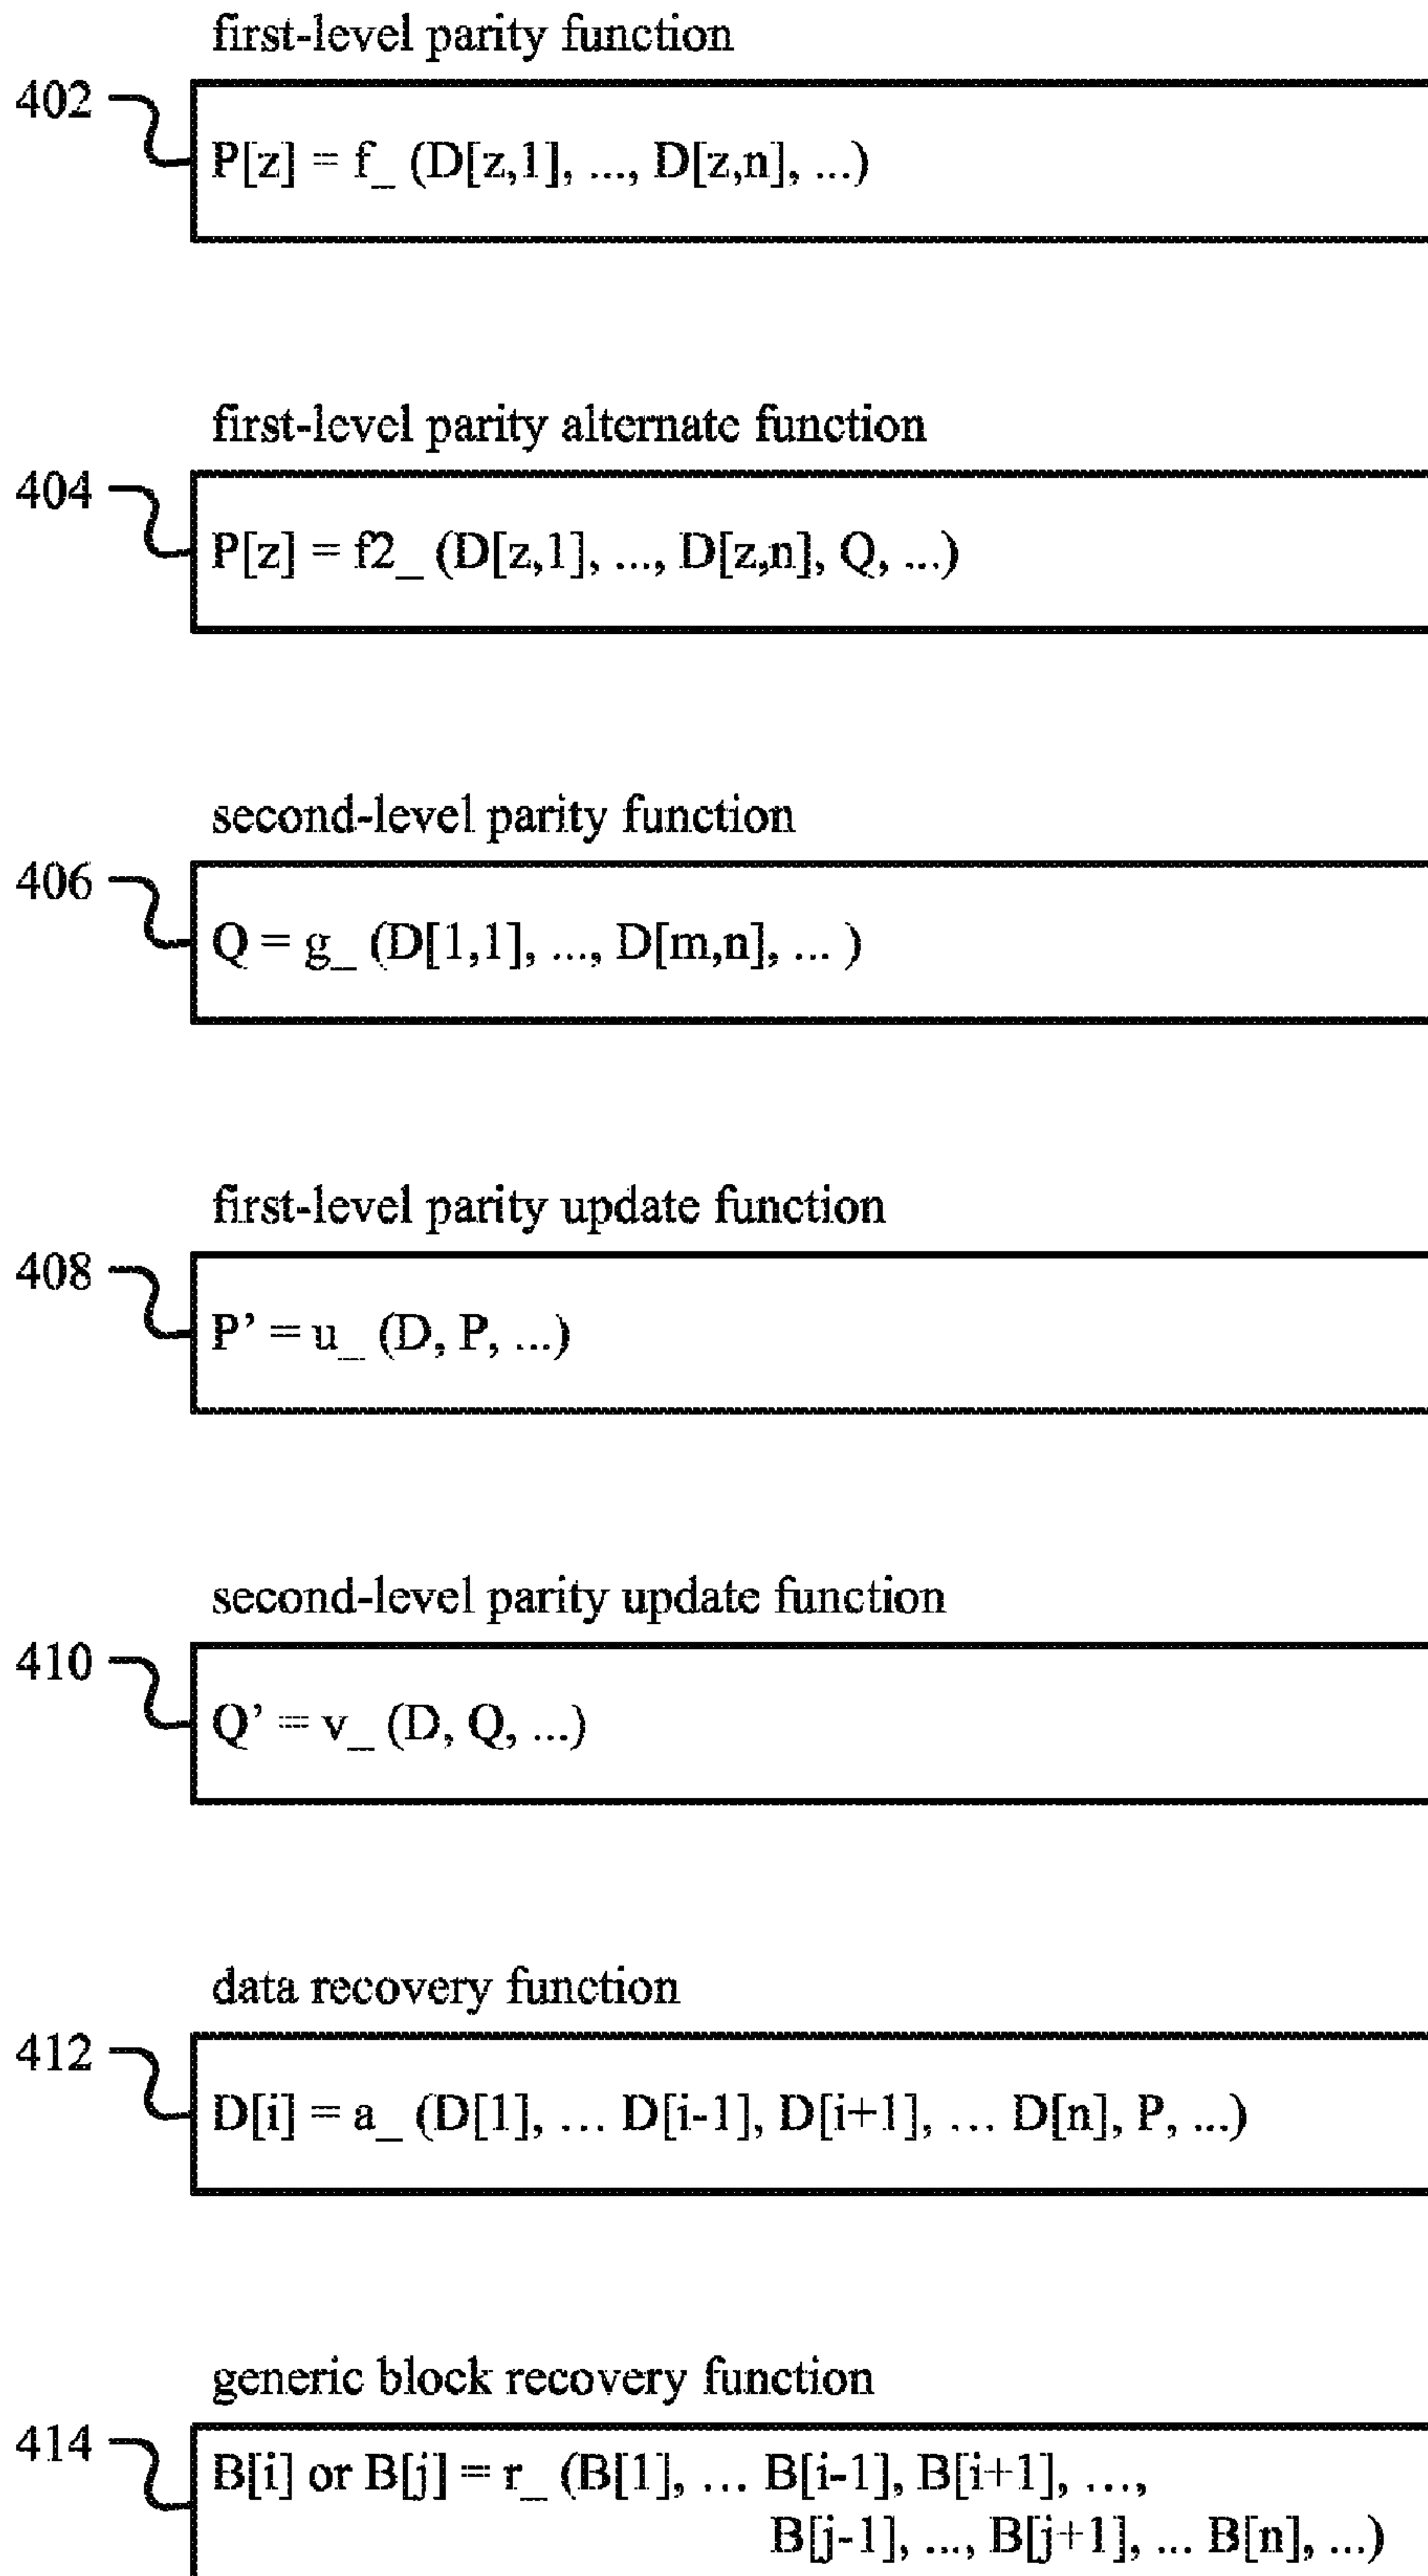 first-level parity function
402
P[z] = f_ (D[z,1], ..., D[z,n], ...)
first-level parity alternate function
404
P[z] = f2_ (D[z,1], ..., D[z,n], Q, ...)
second-level parity function
406
Q = g_ (D[1,1], ..., D[m,n], ... )
first-level parity update function
408
P’ = u_ (D, P, ...)
second-level parity update function
410
Q’ = v_ (D, Q, ...)
data recovery function
412
D[i] = a_ (D[1], ... D[i-1], D[i+1], ... D[n], P, ...)
generic block recovery function
414
B[i] or B[j] = r_ (B[1], ... B[i-1], B[i+1], ...,
B[j-1], ..., B[j+1], ... B[n], ...)